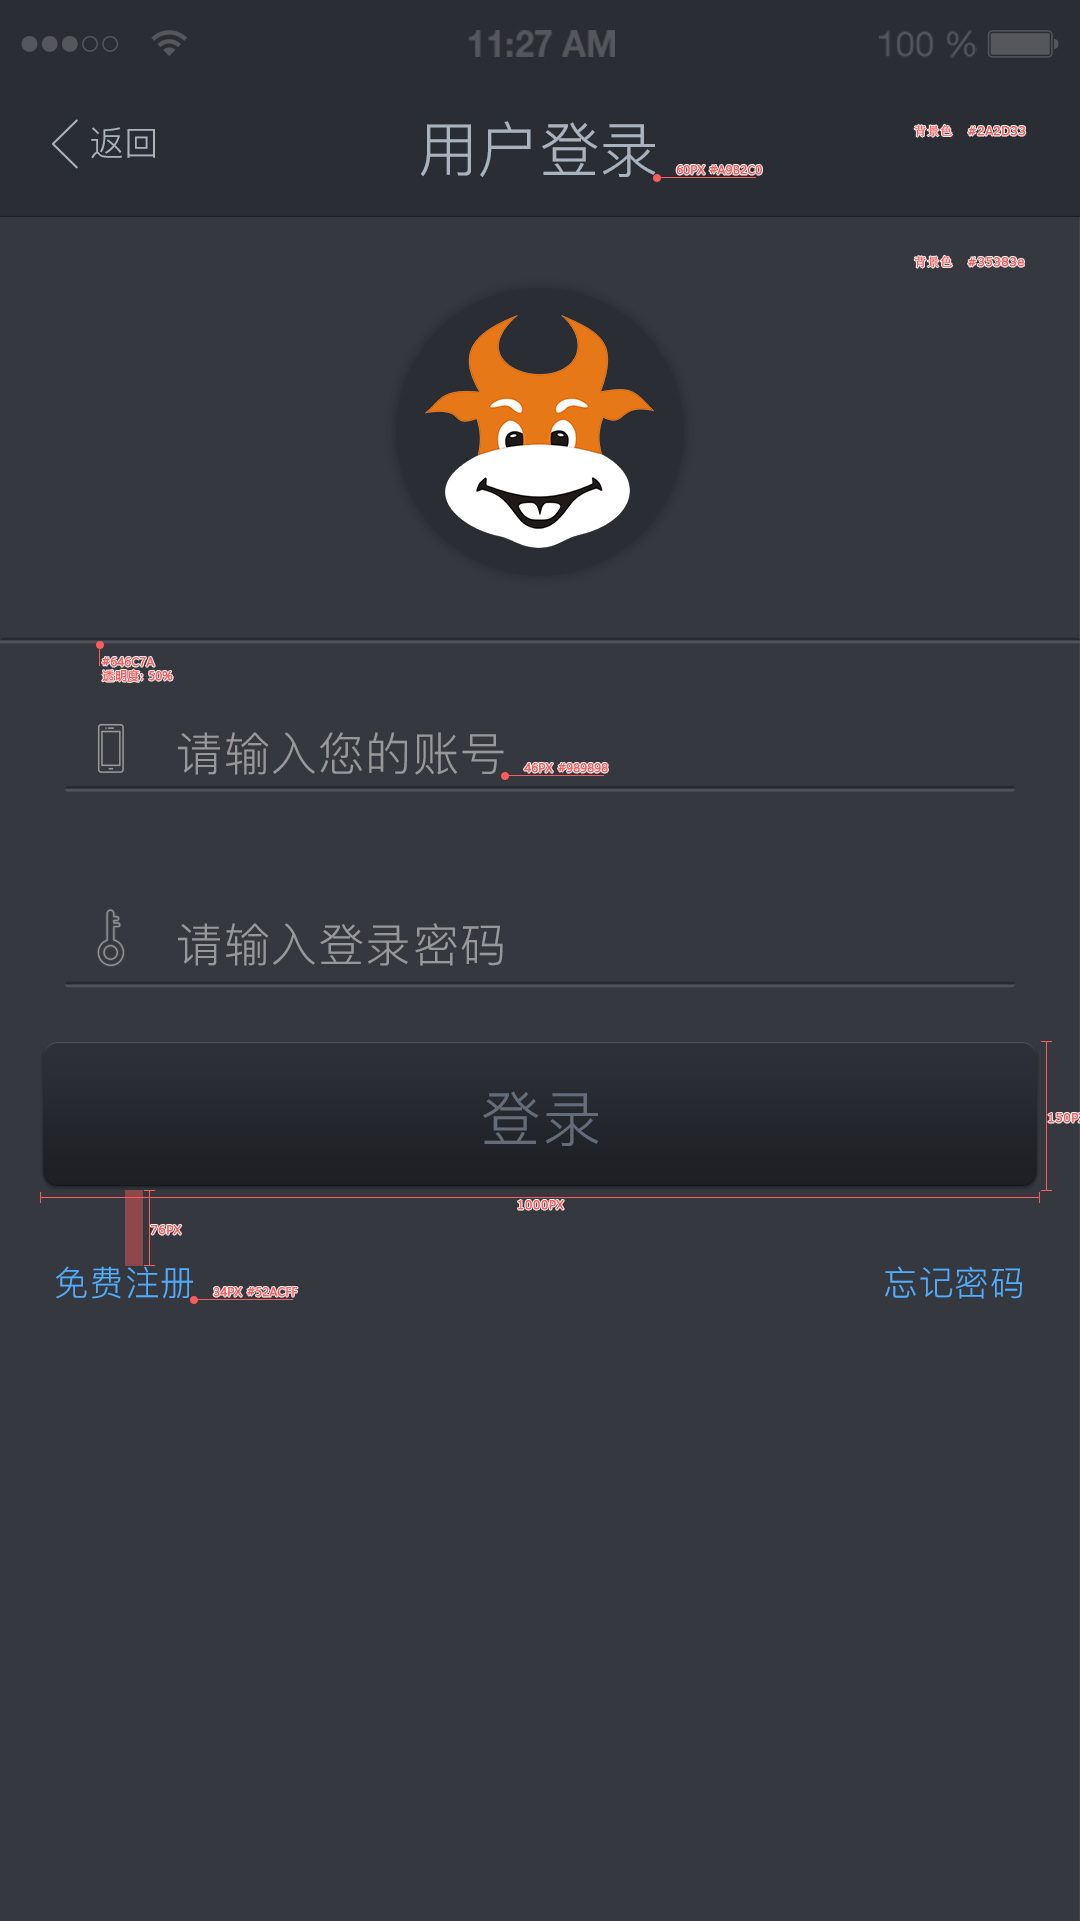 11:27 AM
100 %
返回
用户登录
60PX #A9B2C0
背景色 #2A2D33
背景色 #35383e
#646C7A
透明度: 50%
请输入您的账号
46PX #989898
请输入登录密码
登录
150P
1000PX
76PX
免费注册
34PX #52ACFF
忘记密码